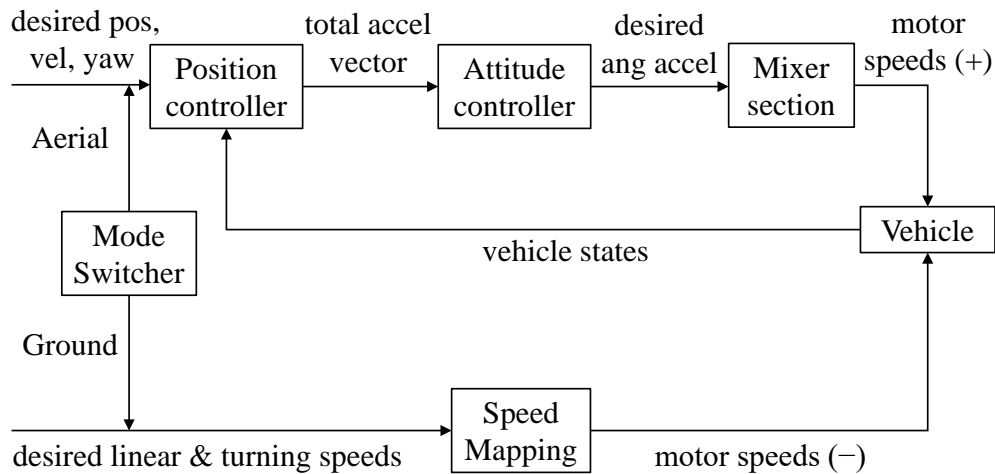 desired pos,
vel, yaw
Position
controller
total accel
vector
Attitude
controller
desired
ang accel
Mixer
section
motor
speeds (+)
Aerial
Mode
Switcher
vehicle states
Vehicle
Ground
desired linear & turning speeds
Speed
Mapping
motor speeds (−)